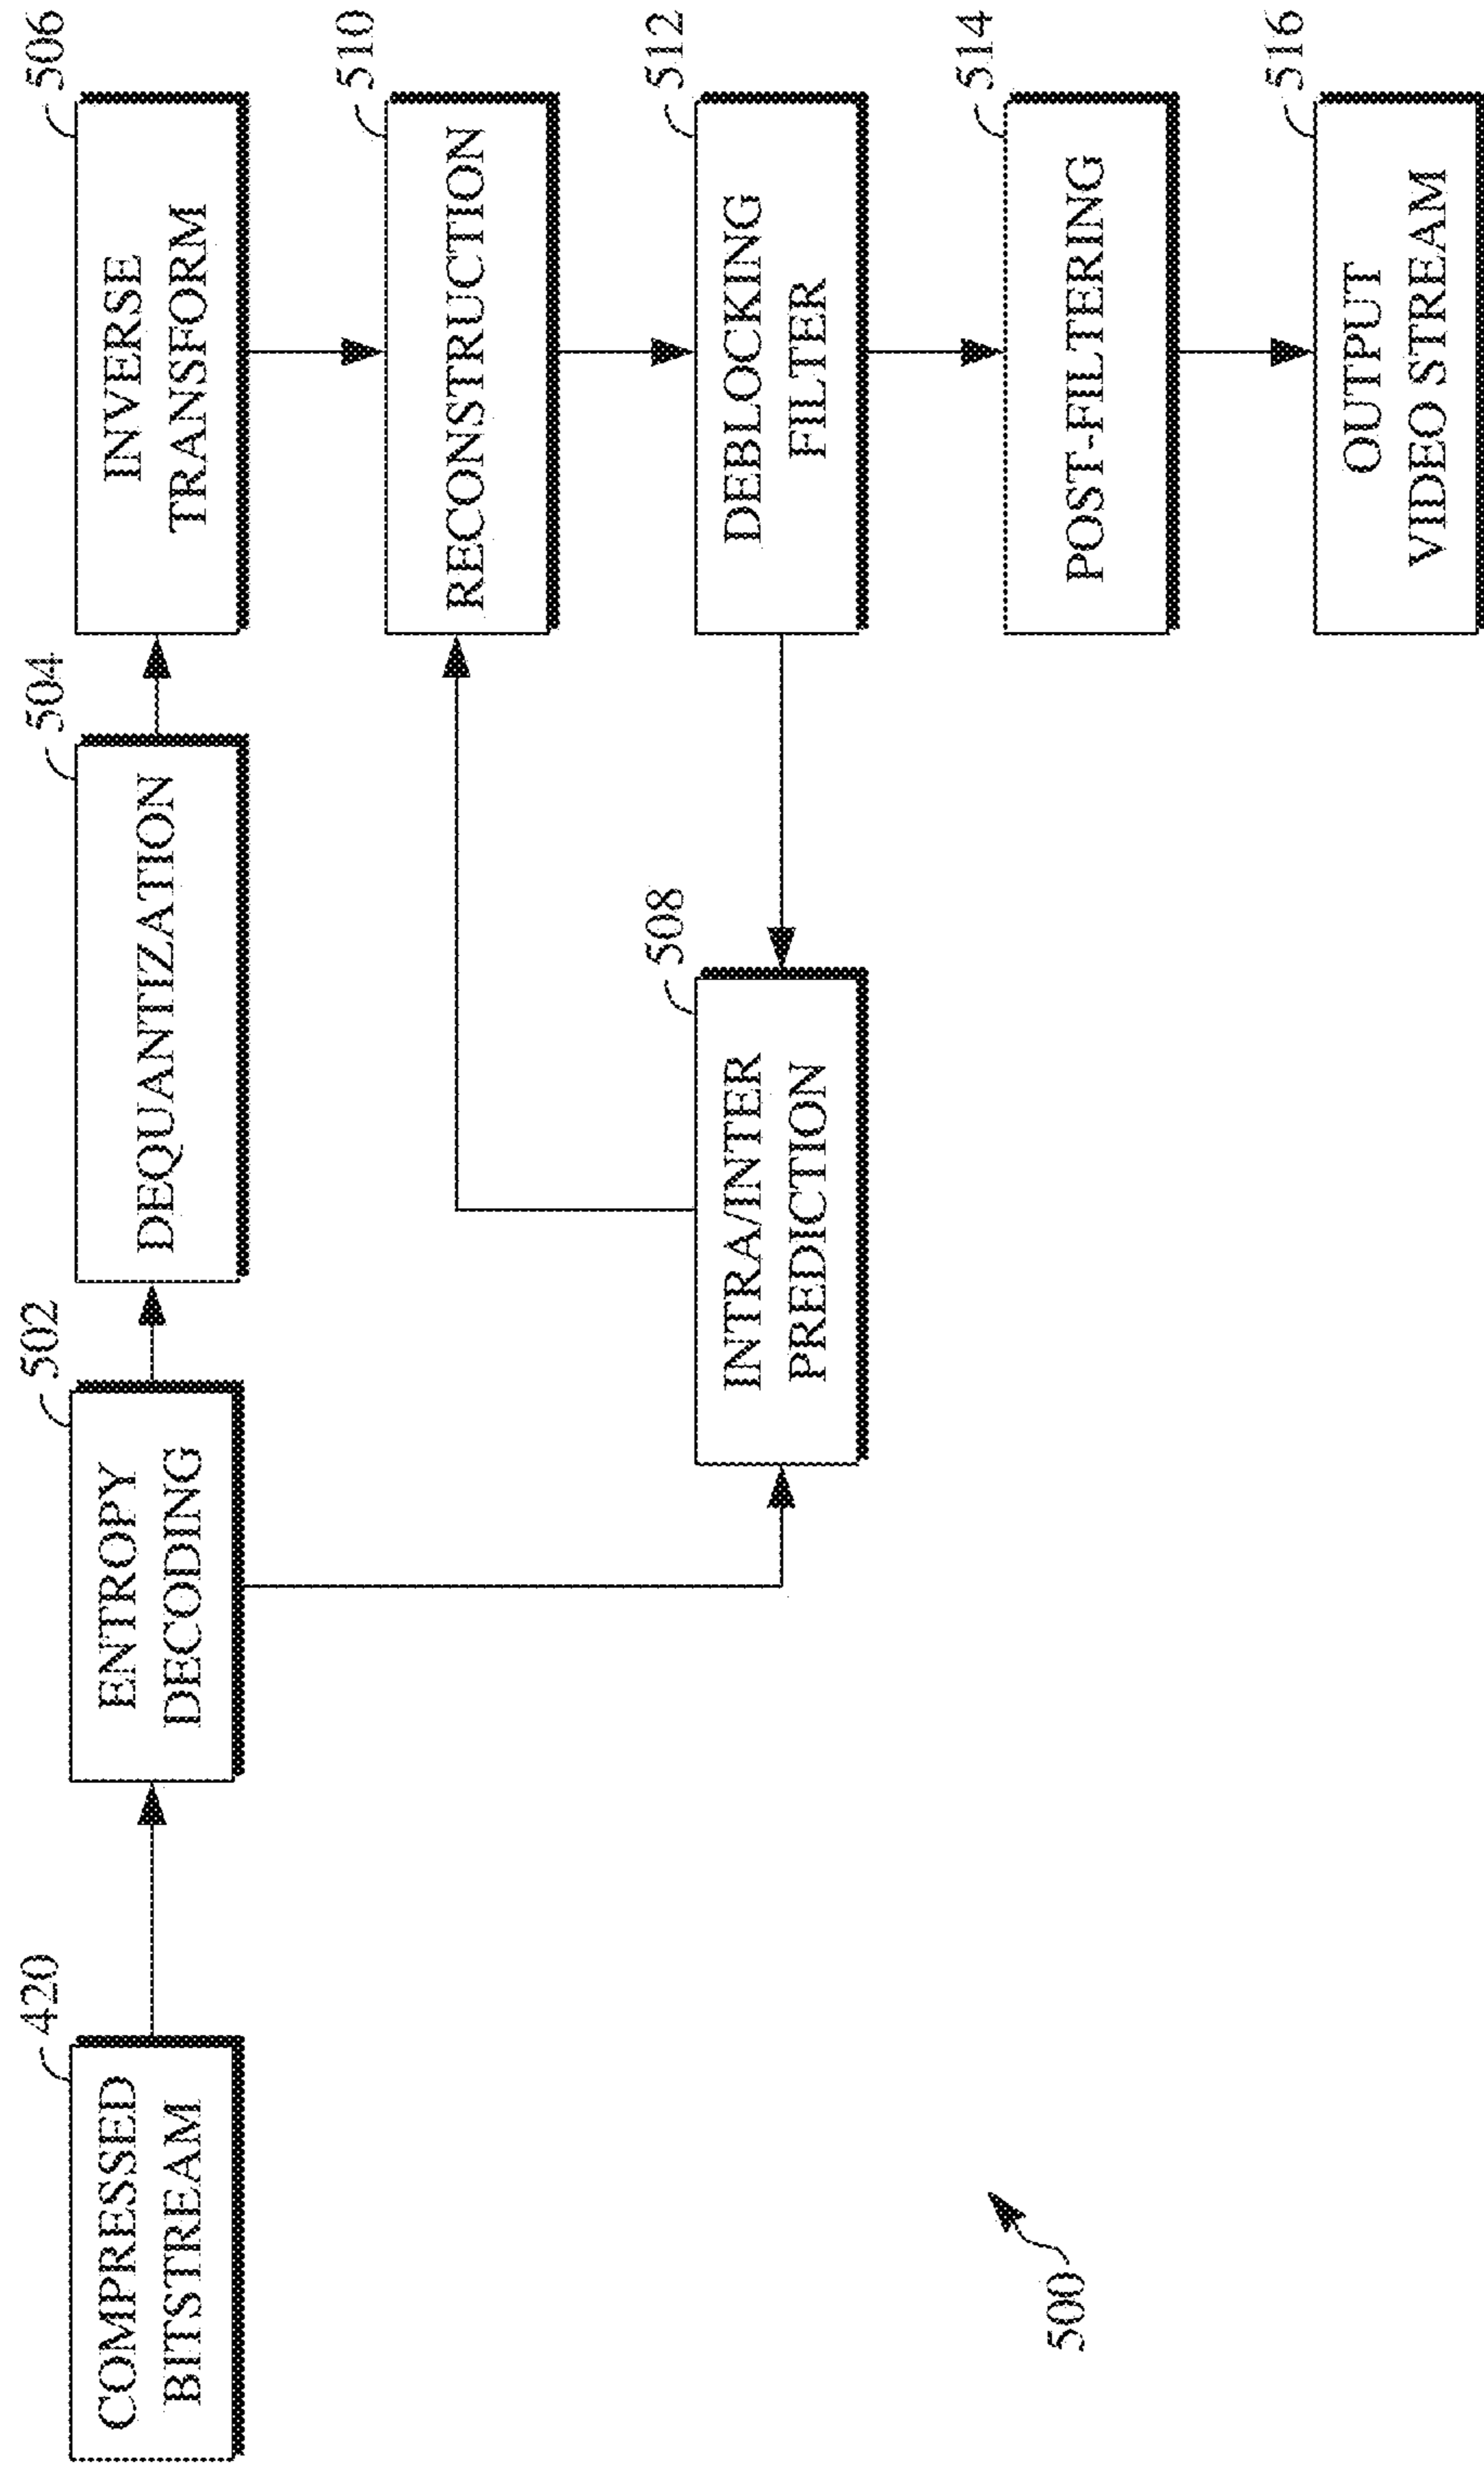 420
COMPRESSED
BITSTREAM
502
ENTROPY
DECODING
504
DEQUANTIZATION
506
INVERSE
TRANSFORM
510
RECONSTRUCTION
508
INTRA/INTER
PREDICTION
512
DEBLOCKING
FILTER
514
POST-FILTERING
516
OUTPUT
VIDEO STREAM
500